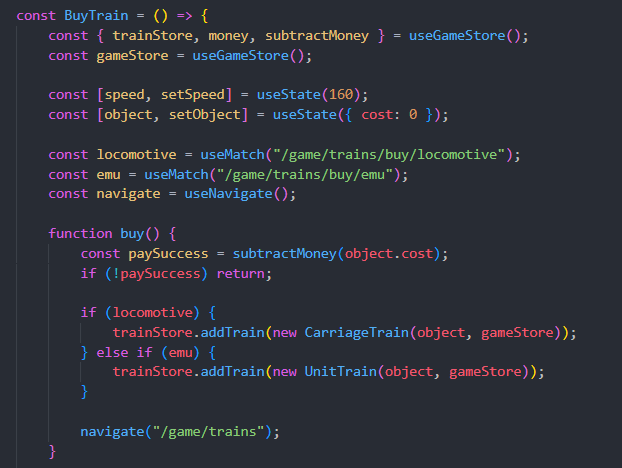 const BuyTrain = () => {
const { trainStore, money, subtractMoney } = useGameStore();
const gameStore = useGameStore();
const [speed, setSpeed] = useState(160);
const [object, setObject] = useState({ cost: 0 });
const locomotive = useMatch("/game/trains/buy/locomotive");
const emu = useMatch("/game/trains/buy/emu");
const navigate = useNavigate();
function buy() {
const paySuccess = subtractMoney(object.cost);
if (!paySuccess) return;
if (locomotive) {
trainStore.addTrain(new CarriageTrain(object, gameStore));
} else if (emu) {
trainStore.addTrain(new UnitTrain(object, gameStore));
}
navigate("/game/trains");
}